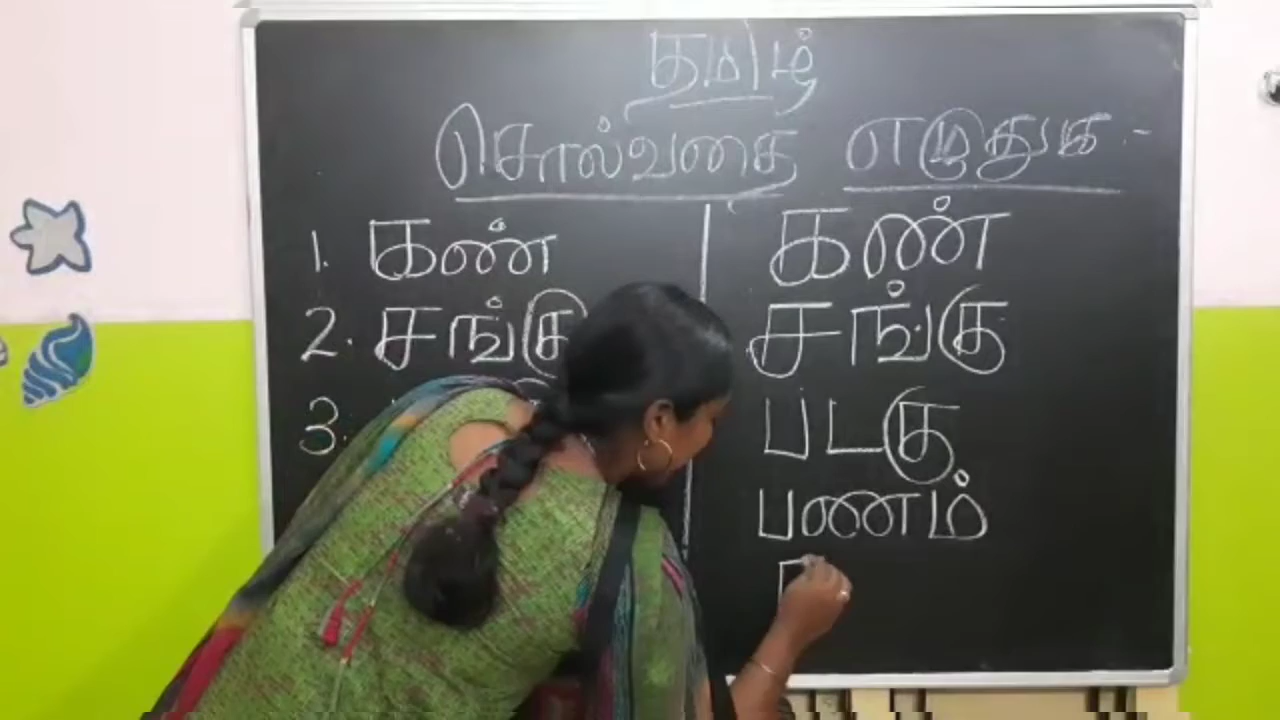 தமிழ்
சொல்வதை எழுதுக -
1. கண் கண்
2. சங்கு சங்கு
3. படகு
பணம்